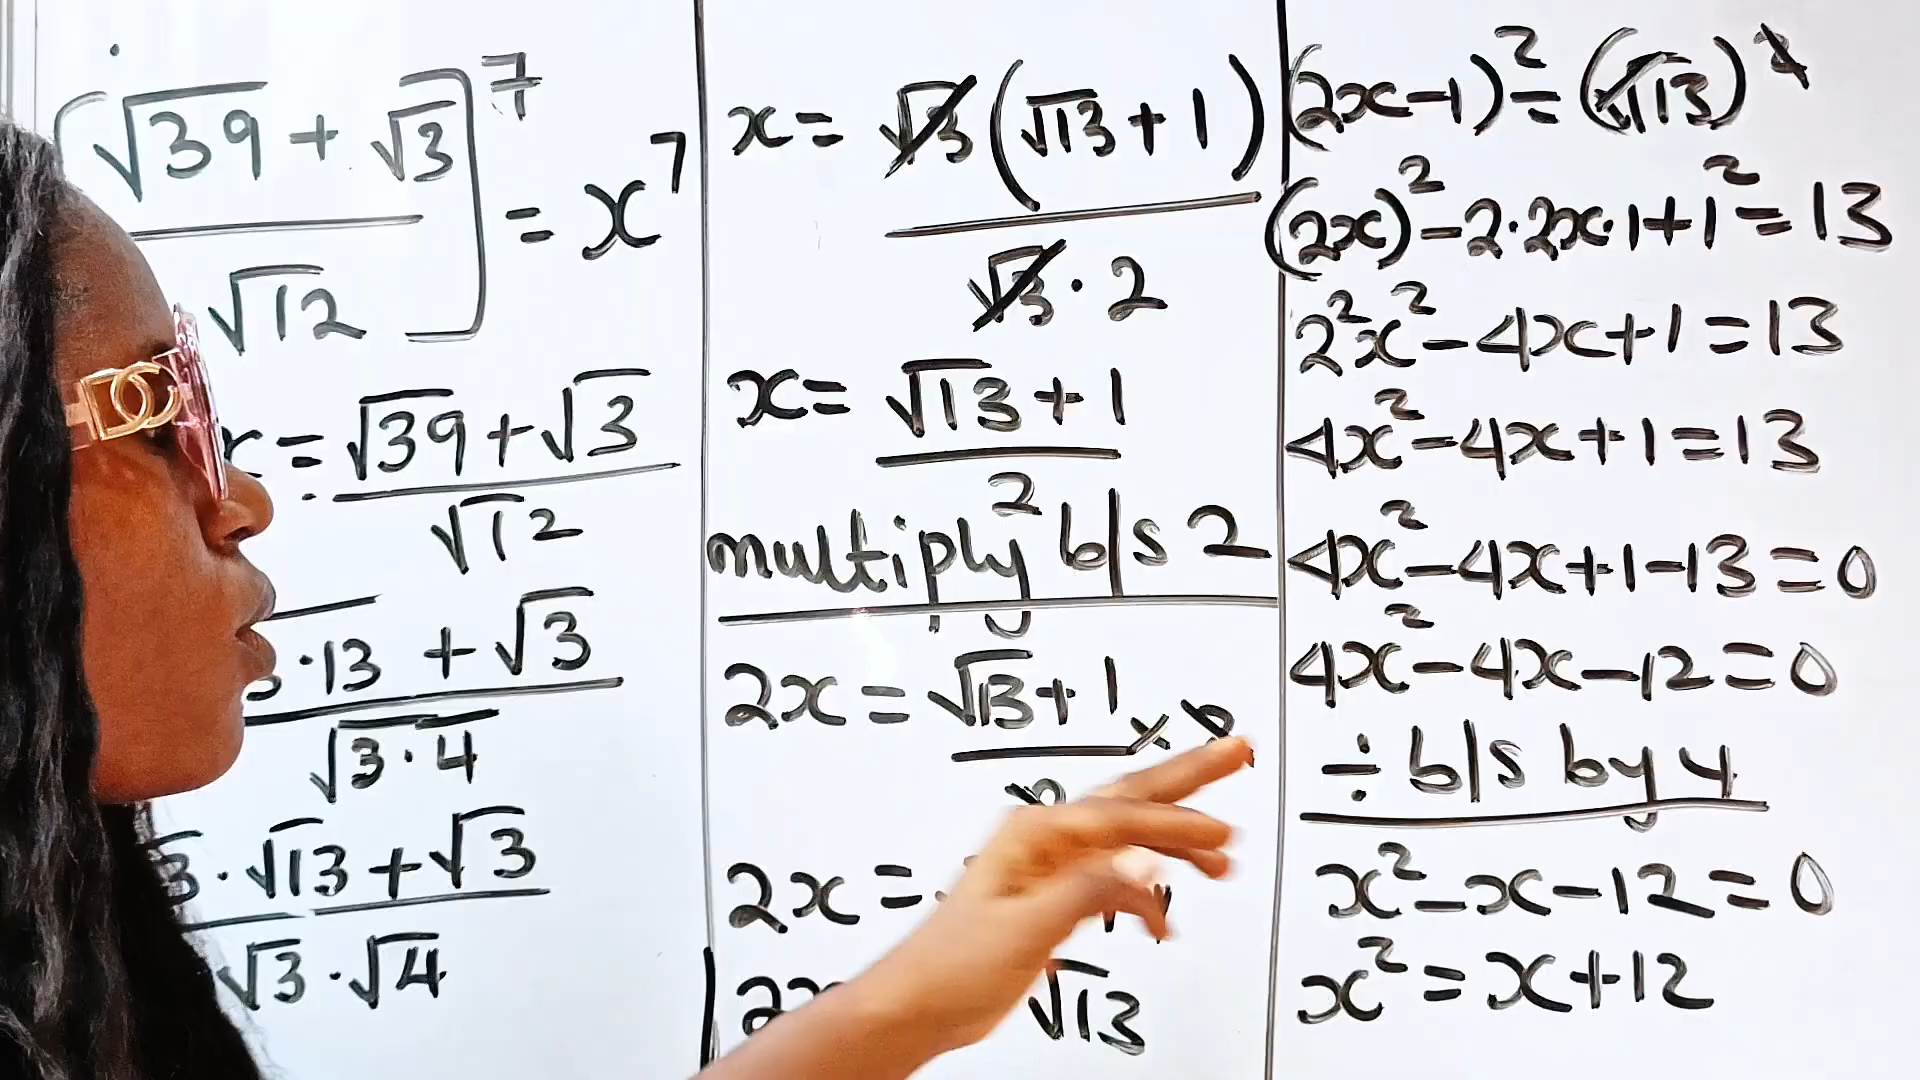 [√39 + √3 / √12]^7 = x^7
x = √39 + √3 / √12
3·13 + √3 / √3·4
3·√13 + √3 / √3·√4
x = √3(√13 + 1) / √3·2
x = √13 + 1 / 2
multiply b/s 2
2x = √13 + 1 / 2 × 2
2x =
2x √13
(2x-1)² = (√13)²
(2x)² - 2·2x·1 + 1² = 13
2²x² - 4x + 1 = 13
4x² - 4x + 1 = 13
4x² - 4x + 1 - 13 = 0
4x² - 4x - 12 = 0
÷ b/s by 4
x² - x - 12 = 0
x² = x + 12
DC